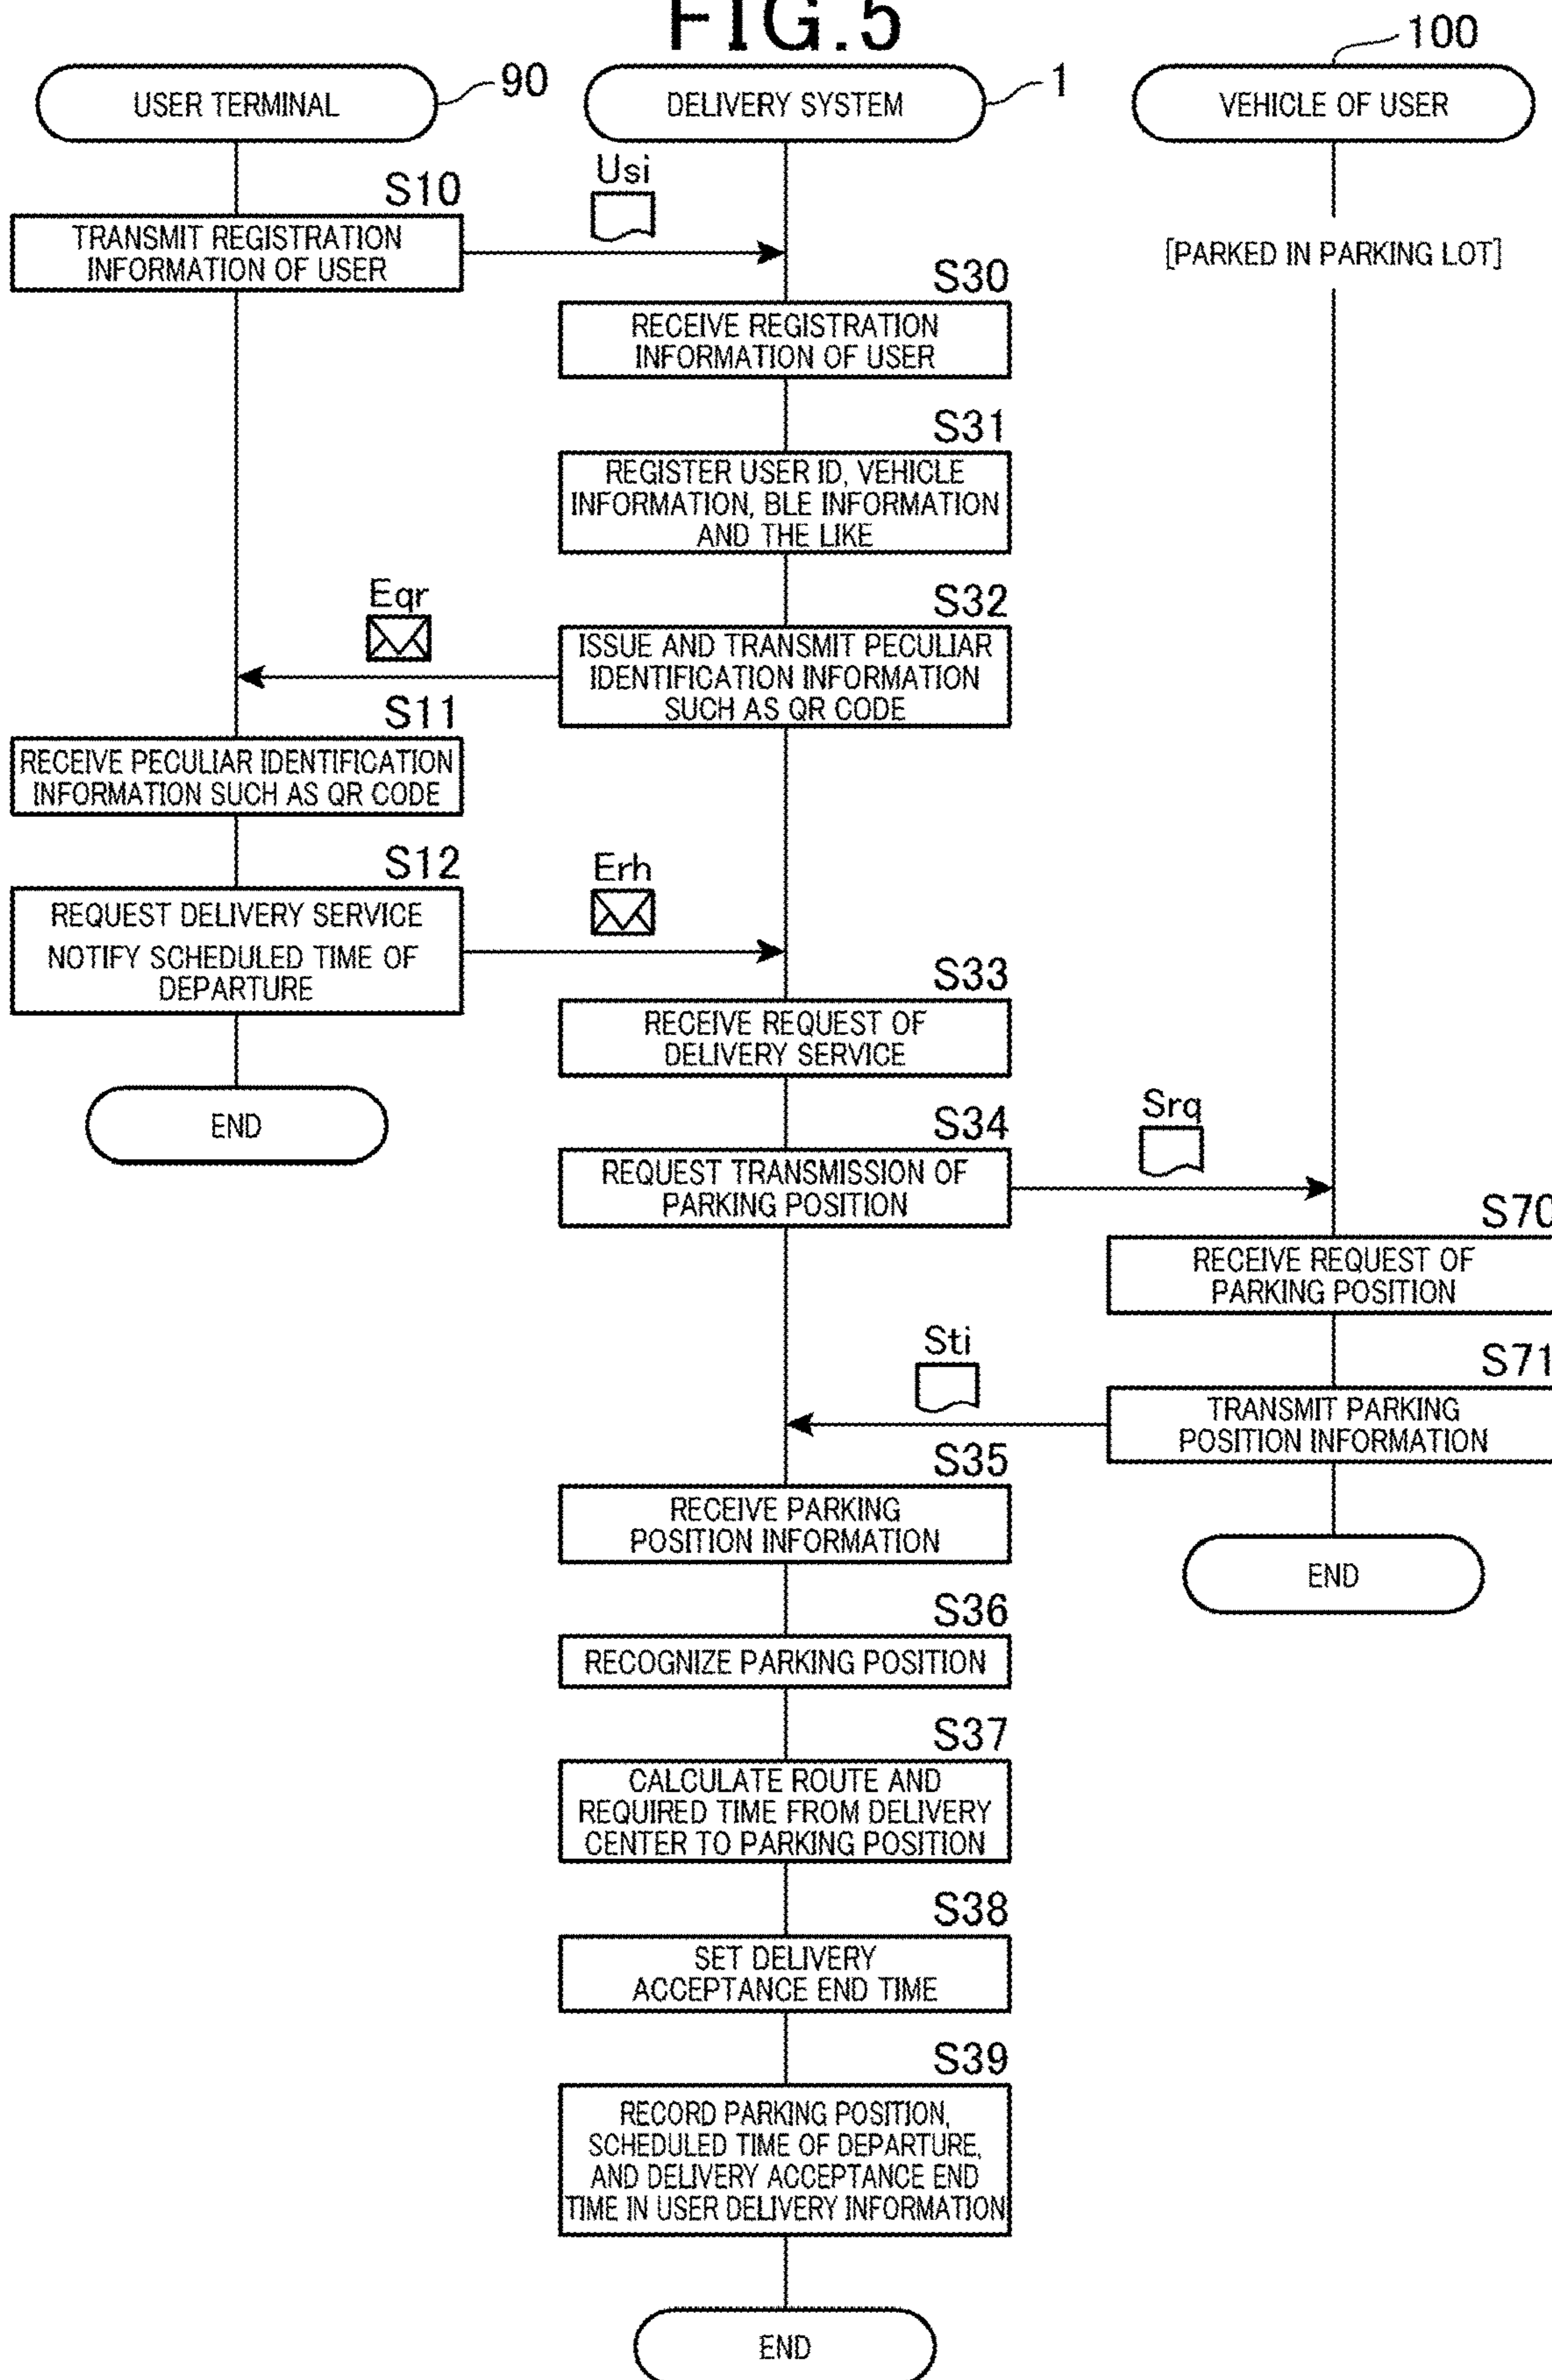 FIG.5
100
90
1
USER TERMINAL
DELIVERY SYSTEM
VEHICLE OF USER
Usi
S10
TRANSMIT REGISTRATION
INFORMATION OF USER
[PARKED IN PARKING LOT]
S30
RECEIVE REGISTRATION
INFORMATION OF USER
S31
REGISTER USER ID, VEHICLE
INFORMATION, BLE INFORMATION
AND THE LIKE
Eqr
S32
ISSUE AND TRANSMIT PECULIAR
IDENTIFICATION INFORMATION
SUCH AS QR CODE
S11
RECEIVE PECULIAR IDENTIFICATION
INFORMATION SUCH AS QR CODE
S12
Erh
REQUEST DELIVERY SERVICE
NOTIFY SCHEDULED TIME OF
DEPARTURE
S33
RECEIVE REQUEST OF
DELIVERY SERVICE
END
S34
Srq
REQUEST TRANSMISSION OF
PARKING POSITION
S70
RECEIVE REQUEST OF
PARKING POSITION
Sti
S71
TRANSMIT PARKING
POSITION INFORMATION
S35
RECEIVE PARKING
POSITION INFORMATION
END
S36
RECOGNIZE PARKING POSITION
S37
CALCULATE ROUTE AND
REQUIRED TIME FROM DELIVERY
CENTER TO PARKING POSITION
S38
SET DELIVERY
ACCEPTANCE END TIME
S39
RECORD PARKING POSITION,
SCHEDULED TIME OF DEPARTURE,
AND DELIVERY ACCEPTANCE END
TIME IN USER DELIVERY INFORMATION
END